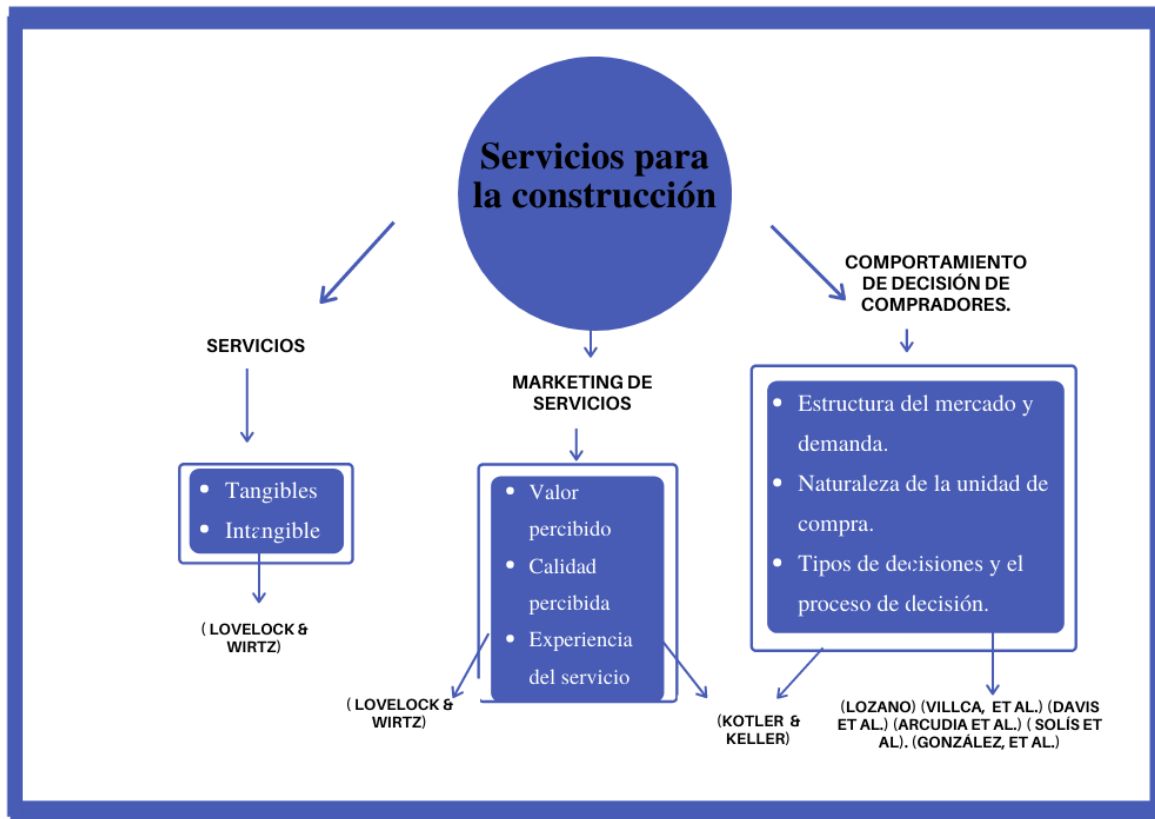 Servicios para
la construcción
SERVICIOS
• Tangibles
• Intangible
( LOVELOCK &
WIRTZ)
MARKETING DE
SERVICIOS
• Valor
percibido
• Calidad
percibida
• Experiencia
del servicio
( LOVELOCK &
WIRTZ)
(KOTLER &
KELLER)
COMPORTAMIENTO
DE DECISIÓN DE
COMPRADORES.
• Estructura del mercado y
demanda.
• Naturaleza de la unidad de
compra.
• Tipos de decisiones y el
proceso de decisión.
(LOZANO) (VILLCA, ET AL.) (DAVIS
ET AL.) (ARCUDIA ET AL.) ( SOLÍS ET
AL). (GONZÁLEZ, ET AL.)